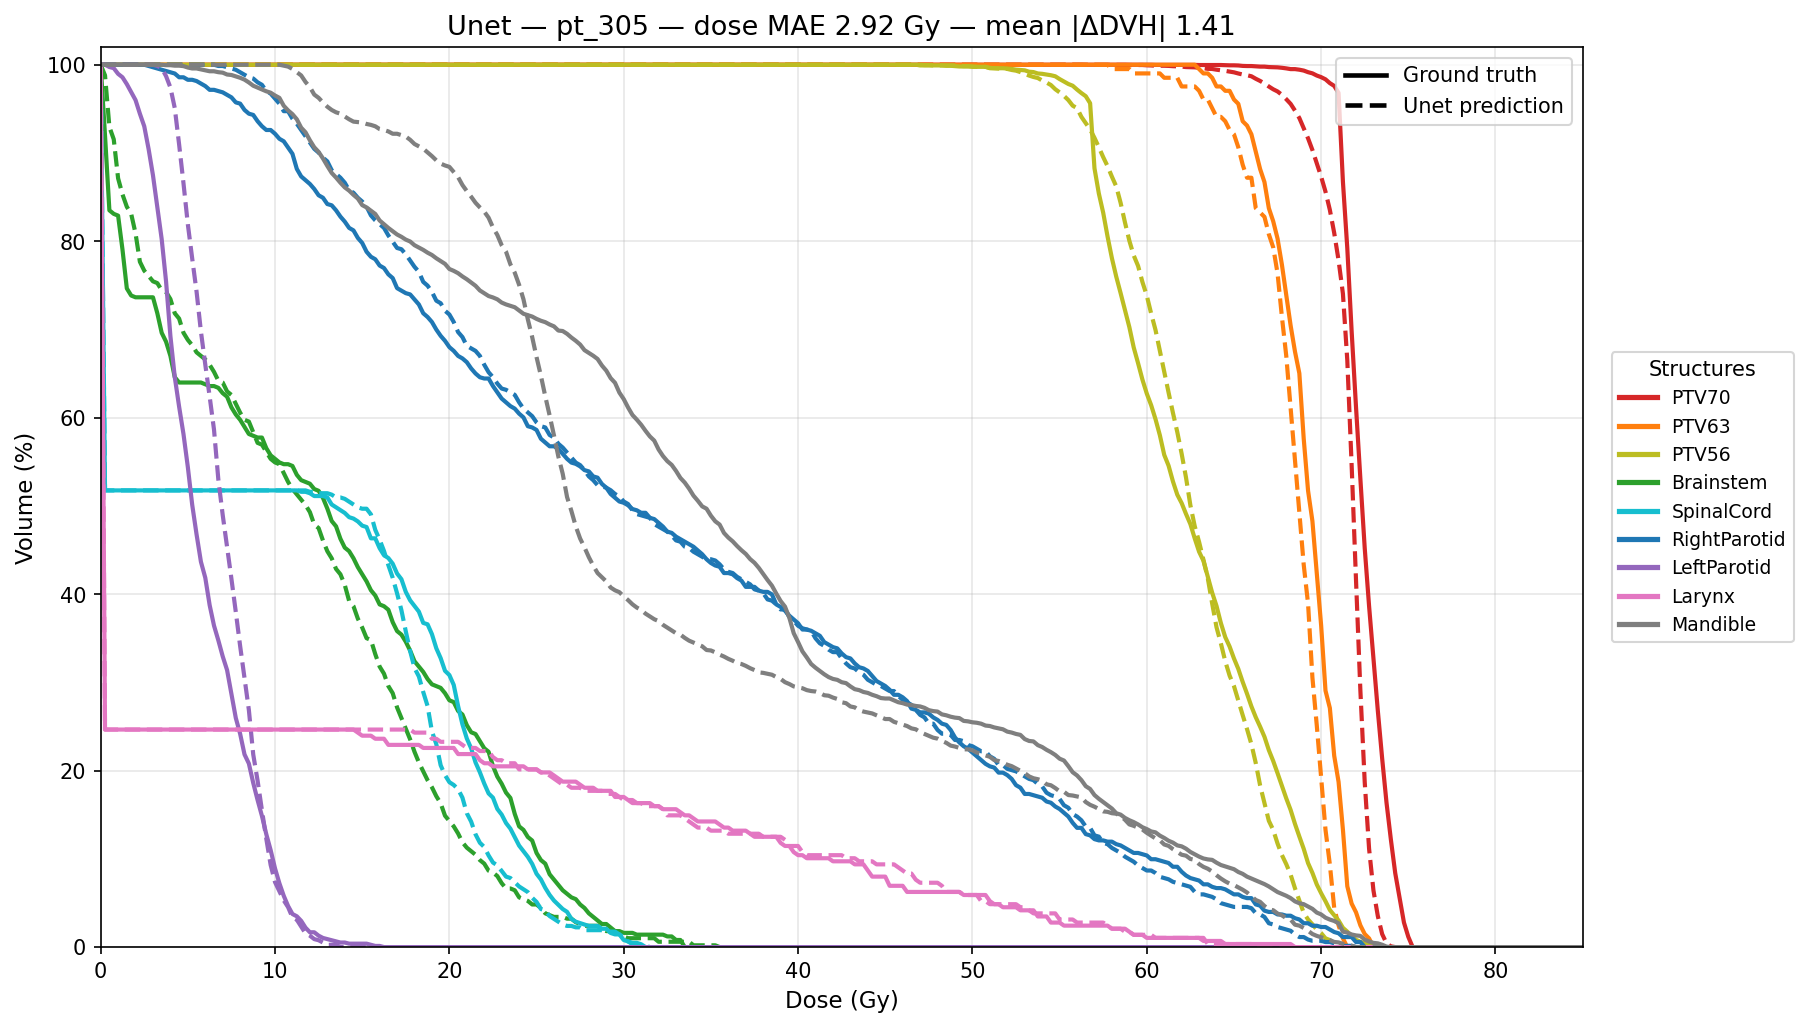 Unet — pt_305 — dose MAE 2.92 Gy — mean |ΔDVH| 1.41
Ground truth
Unet prediction
100
80
60
40
20
0
Volume (%)
0 10 20 30 40 50 60 70 80
Dose (Gy)
Structures
PTV70
PTV63
PTV56
Brainstem
SpinalCord
RightParotid
LeftParotid
Larynx
Mandible